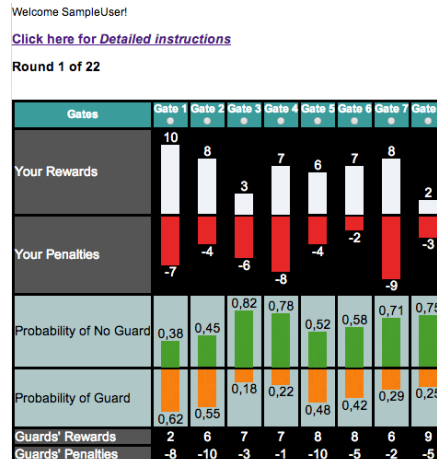 Welcome SampleUser!
Click here for Detailed instructions
Round 1 of 22
Gates Gate 1 Gate 2 Gate 3 Gate 4 Gate 5 Gate 6 Gate 7 Gate
Your Rewards 10 8 3 7 6 7 8 2
Your Penalties -7 -4 -6 -8 -4 -2 -9 -3
Probability of No Guard 0,38 0,45 0,82 0,78 0,52 0,58 0,71 0,75
Probability of Guard 0,62 0,55 0,18 0,22 0,48 0,42 0,29 0,25
Guards' Rewards 2 6 7 7 8 8 6 9
Guards' Penalties -8 -10 -3 -1 -10 -5 -2 -5